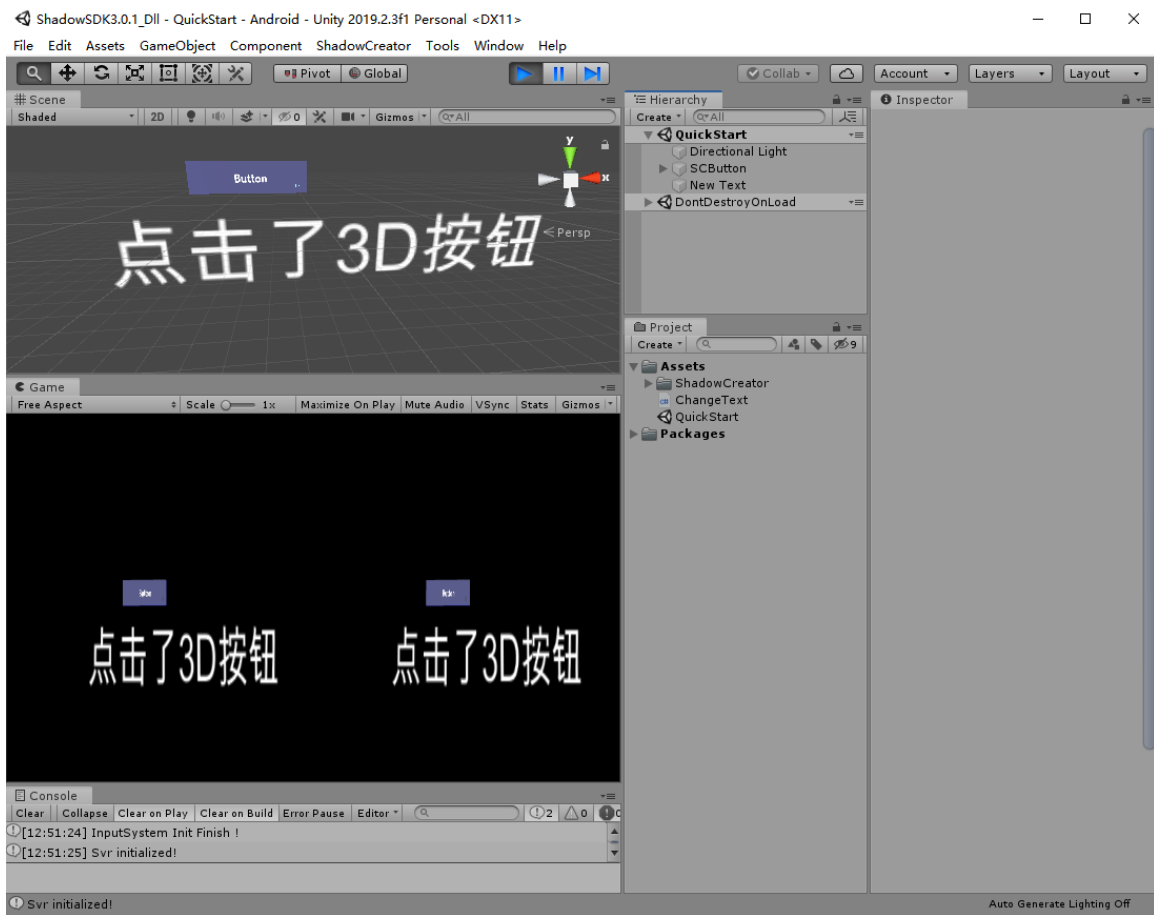 ShadowSDK3.0.1_Dll - QuickStart - Android - Unity 2019.2.3f1 Personal <DX11>
File Edit Assets GameObject Component ShadowCreator Tools Window Help
Pivot Global Collab Account Layers Layout
Scene
Shaded 2D 0 Gizmos All
y
x
Persp
Button
点击了3D按钮
Game
Free Aspect Scale 1x Maximize On Play Mute Audio VSync Stats Gizmos
点击了3D按钮 点击了3D按钮
Console
Clear Collapse Clear on Play Clear on Build Error Pause Editor 2 0 0
[12:51:24] InputSystem Init Finish !
[12:51:25] Svr initialized!
Hierarchy
Create All
QuickStart
Directional Light
SCButton
New Text
DontDestroyOnLoad
Project
Create 9
Assets
ShadowCreator
ChangeText
QuickStart
Packages
Inspector
Svr initialized!
Auto Generate Lighting Off